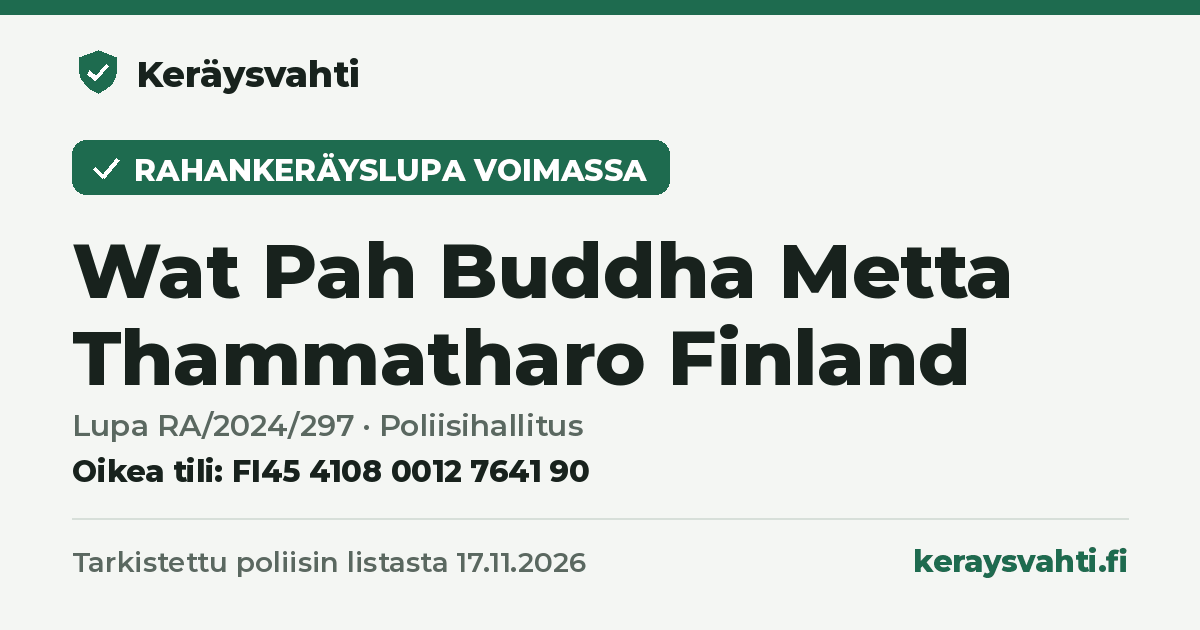 Keräysvahti
RAHANKERÄYSLUPA VOIMASSA
Wat Pah Buddha Metta
Thammatharo Finland
Lupa RA/2024/297 · Poliisihallitus
Oikea tili: FI45 4108 0012 7641 90
Tarkistettu poliisin listasta 17.11.2026
keraysvahti.fi